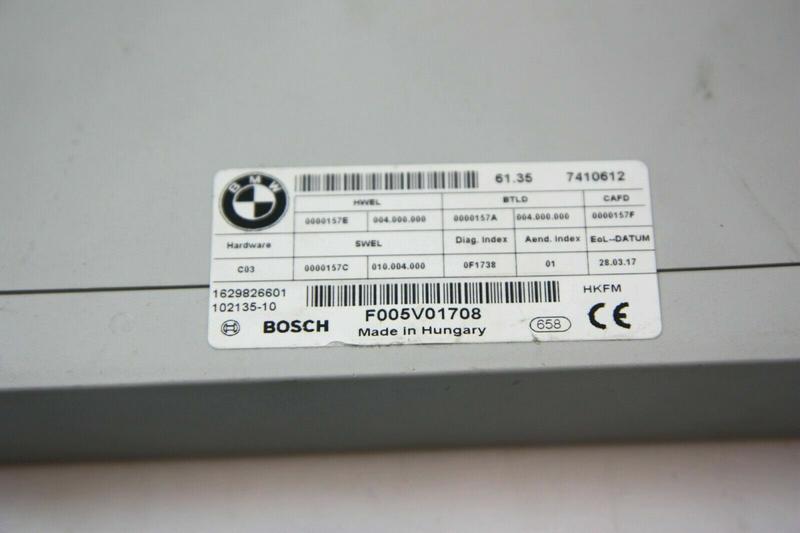 BMW
61.35 7410612
HWEL BTLD CAFD
0000157E 004.000.000 0000157A 004.000.000 0000157F
Hardware SWEL Diag. Index Aend. Index EoL--DATUM
C03 0000157C 010.004.000 0F1738 01 28.03.17
1629826601 HKFM
102135-10
BOSCH F005V01708 658 CE
Made in Hungary